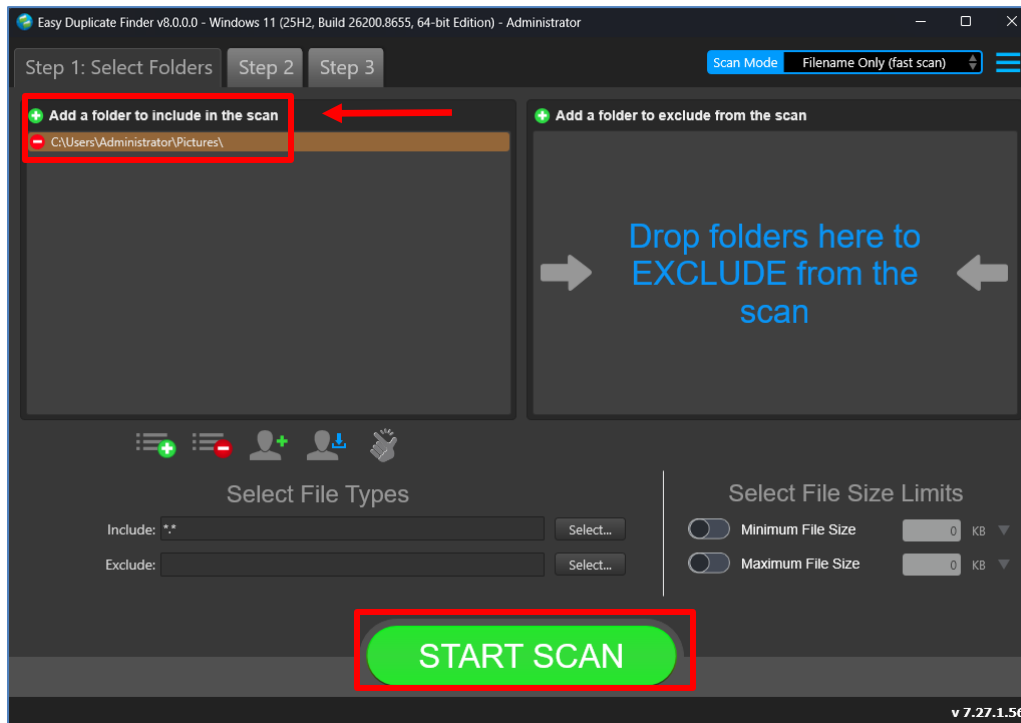 Easy Duplicate Finder v8.0.0.0 - Windows 11 (25H2, Build 26200.8655, 64-bit Edition) - Administrator
Step 1: Select Folders
Step 2
Step 3
Scan Mode
Filename Only (fast scan)
Add a folder to include in the scan
C:\Users\Administrator\Pictures\
Add a folder to exclude from the scan
Drop folders here to
EXCLUDE from the
scan
Select File Types
Include: *.*
Select...
Exclude:
Select...
Select File Size Limits
Minimum File Size
0 KB
Maximum File Size
0 KB
START SCAN
v 7.27.1.56